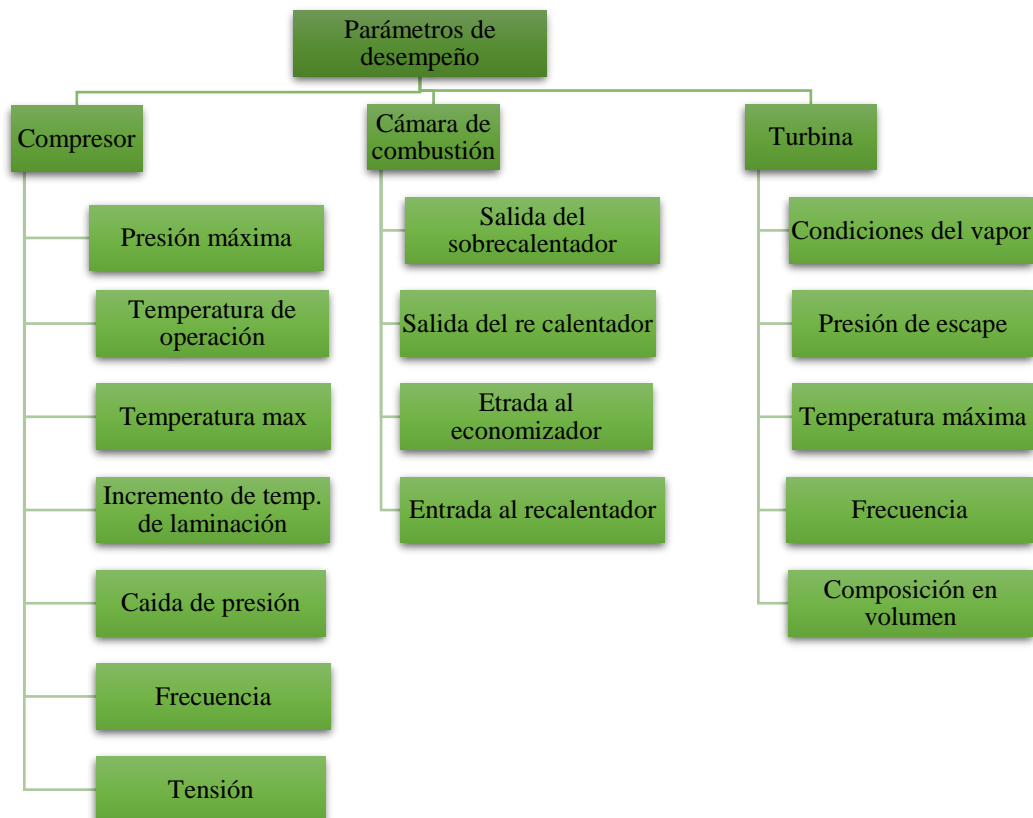 Parámetros de
desempeño
Compresor
Presión máxima
Temperatura de
operación
Temperatura max
Incremento de temp.
de laminación
Caida de presión
Frecuencia
Tensión
Cámara de
combustión
Salida del
sobrecalentador
Salida del re calentador
Etrada al
economizador
Entrada al recalentador
Turbina
Condiciones del vapor
Presión de escape
Temperatura máxima
Frecuencia
Composición en
volumen